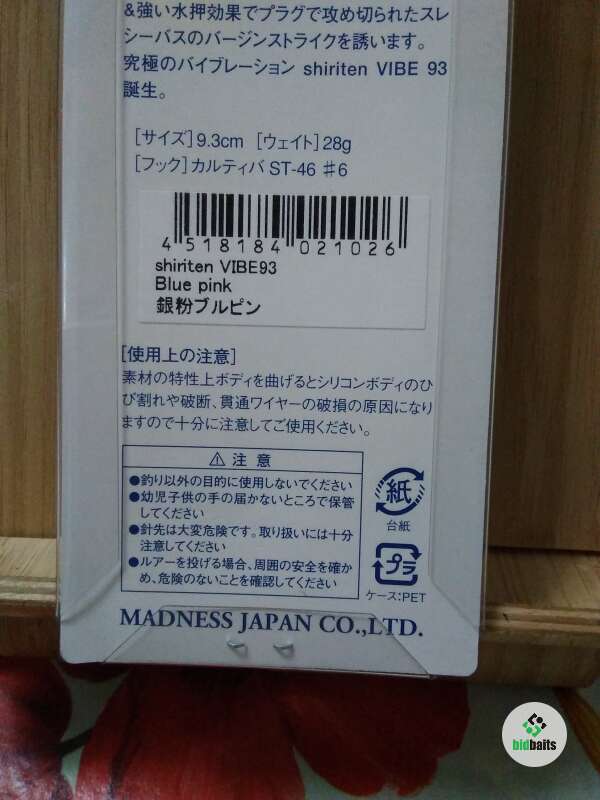 &強い水押効果でプラグで攻め切られたスレ
シーバスのバージンストライクを誘います。
究極のバイブレーション shiriten VIBE 93
誕生。
[サイズ]9.3cm [ウェイト]28g
[フック]カルティバ ST-46 #6
4 518184 021026
shiriten VIBE93
Blue pink
銀粉ブルピン
[使用上の注意]
素材の特性上ボディを曲げるとシリコンボディのひ
び割れや破断、貫通ワイヤーの破損の原因になり
ますので十分に注意してご使用ください。
⚠ 注 意
●釣り以外の目的に使用しないでください
●幼児子供の手の届かないところで保管
してください
●針先は大変危険です。取り扱いには十分
注意してください
●ルアーを投げる場合、周囲の安全を確か
め、危険のないことを確認してください
紙
台紙
プラ
ケース:PET
MADNESS JAPAN CO.,LTD.
bidbaits